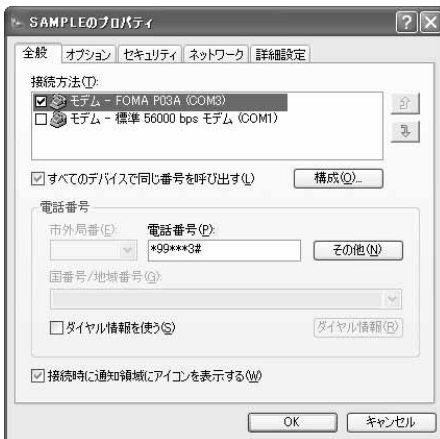 SAMPLEのプロパティ
全般 オプション セキュリティ ネットワーク 詳細設定
接続方法(T):
モデム - FOMA P03A (COM3)
モデム - 標準 56000 bps モデム (COM1)
すべてのデバイスで同じ番号を呼び出す(L) 構成(O)...
電話番号
市外局番(E): 電話番号(P):
*99***3# その他(N)
国番号/地域番号(G):
ダイヤル情報を使う(S) ダイヤル情報(R)
接続時に通知領域にアイコンを表示する(W)
OK キャンセル